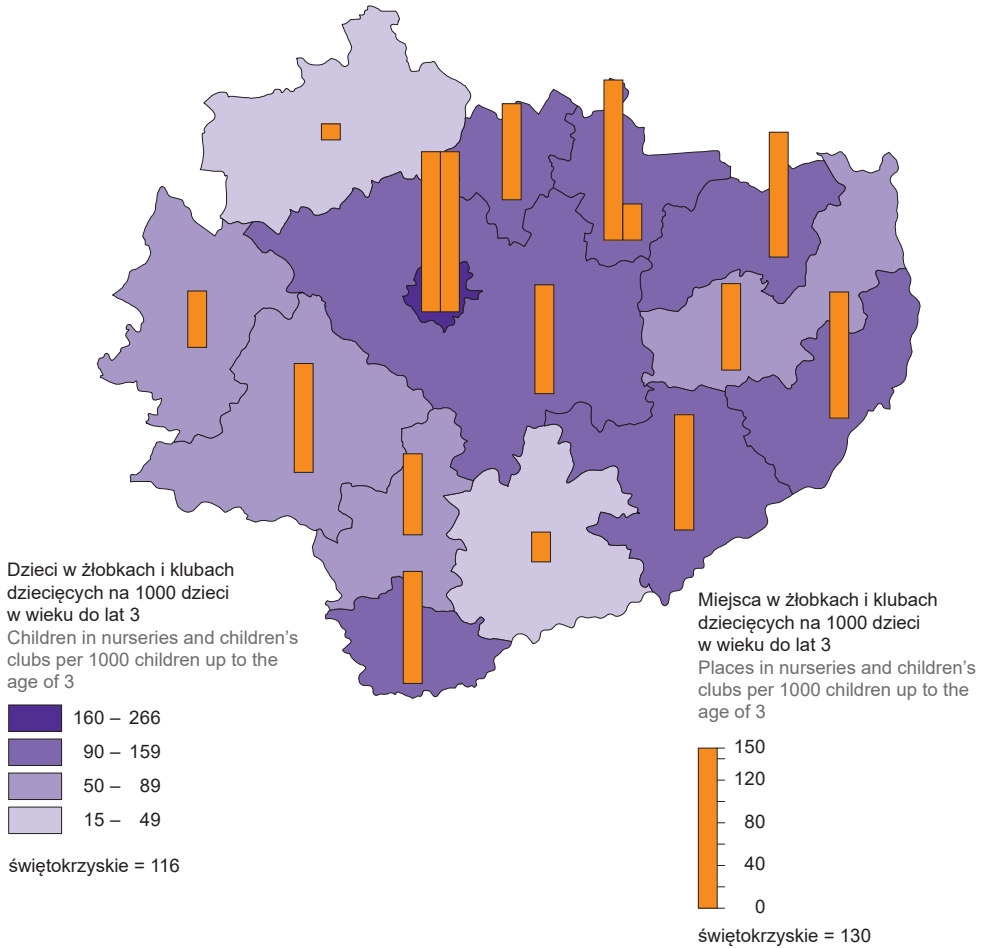 Dzieci w żłobkach i klubach
dziecięcych na 1000 dzieci
w wieku do lat 3
Children in nurseries and children's
clubs per 1000 children up to the
age of 3
160 – 266
90 – 159
50 – 89
15 – 49
świętokrzyskie = 116
Miejsca w żłobkach i klubach
dziecięcych na 1000 dzieci
w wieku do lat 3
Places in nurseries and children's
clubs per 1000 children up to the
age of 3
150
120
80
40
0
świętokrzyskie = 130